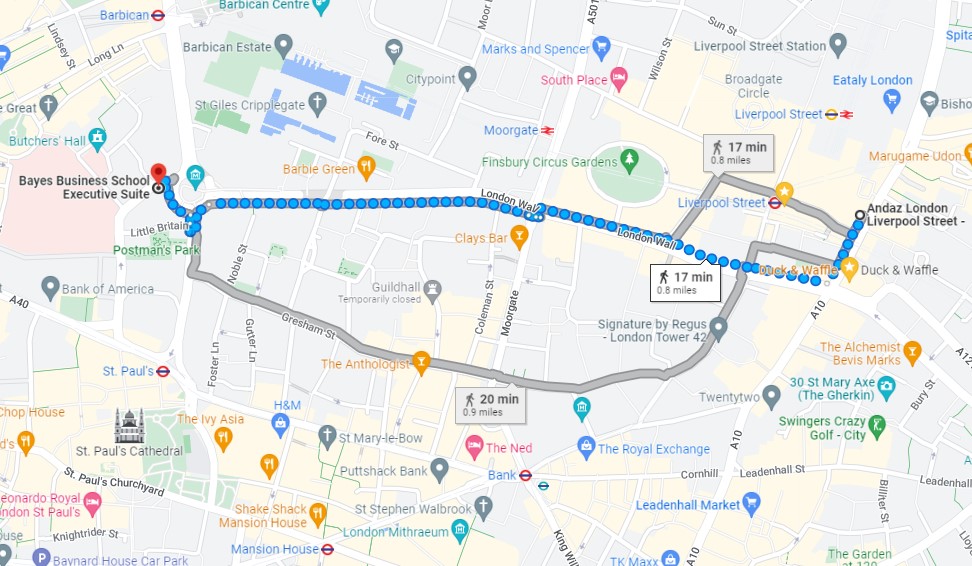 Barbican
Barbican Centre
Moor L
A501
Sun St
Lindsey St
Long Ln
Barbican Estate
Marks and Spencer
Wilson St
Liverpool Street Station
Spita
Citypoint
South Place
Broadgate
Circle
Eataly London
e Great
St Giles Cripplegate
Liverpool Street
Bisho
Butchers' Hall
Fore St
Moorgate
17 min
0.8 miles
Marugame Udon
Barbie Green
Finsbury Circus Gardens
Bayes Business School
Executive Suite
London Wall
Liverpool Street
Andaz London
Liverpool Street -
Little Britain
Clays Bar
London Wall
Postman's Park
Noble St
17 min
0.8 miles
Duck & Waffle
Duck & Waffle
Bank of America
Guildhall
Temporarily closed
Coleman St
Moorgate
A40
Gresham St
Signature by Regus
- London Tower 42
A10
Gutter Ln
Foster Ln
The Anthologist
The Alchemist
Bevis Marks
A121
St. Paul's
20 min
0.9 miles
30 St Mary Axe
(The Gherkin)
Bury St
Chop House
H&M
Twentytwo
The Ivy Asia
Swingers Crazy
Golf - City
d's
St. Paul's Cathedral
St Mary-le-Bow
The Ned
The Royal Exchange
A10
Puttshack Bank
Bank
Cornhill
Leadenhall St
Leadenhall
St. Paul's Churchyard
Billiter St
eonardo Royal
ndon St Paul's
Shake Shack
Mansion House
St Stephen Walbrook
Leadenhall Market
Knightrider St
London Mithraeum
King Will
Lloy
ouse
Mansion House
Baynard House Car Park
TK Maxx
The Garden
at 120